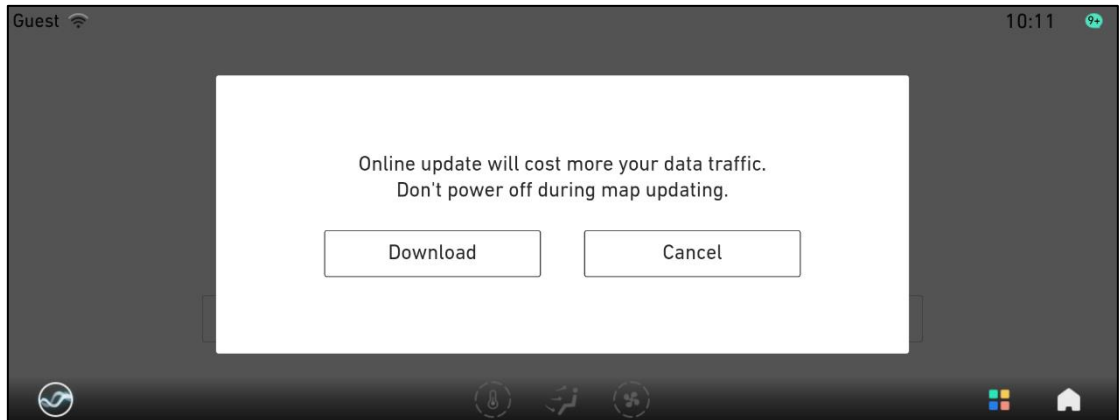 Guest
10:11
9+
Online update will cost more your data traffic.
Don't power off during map updating.
Download
Cancel